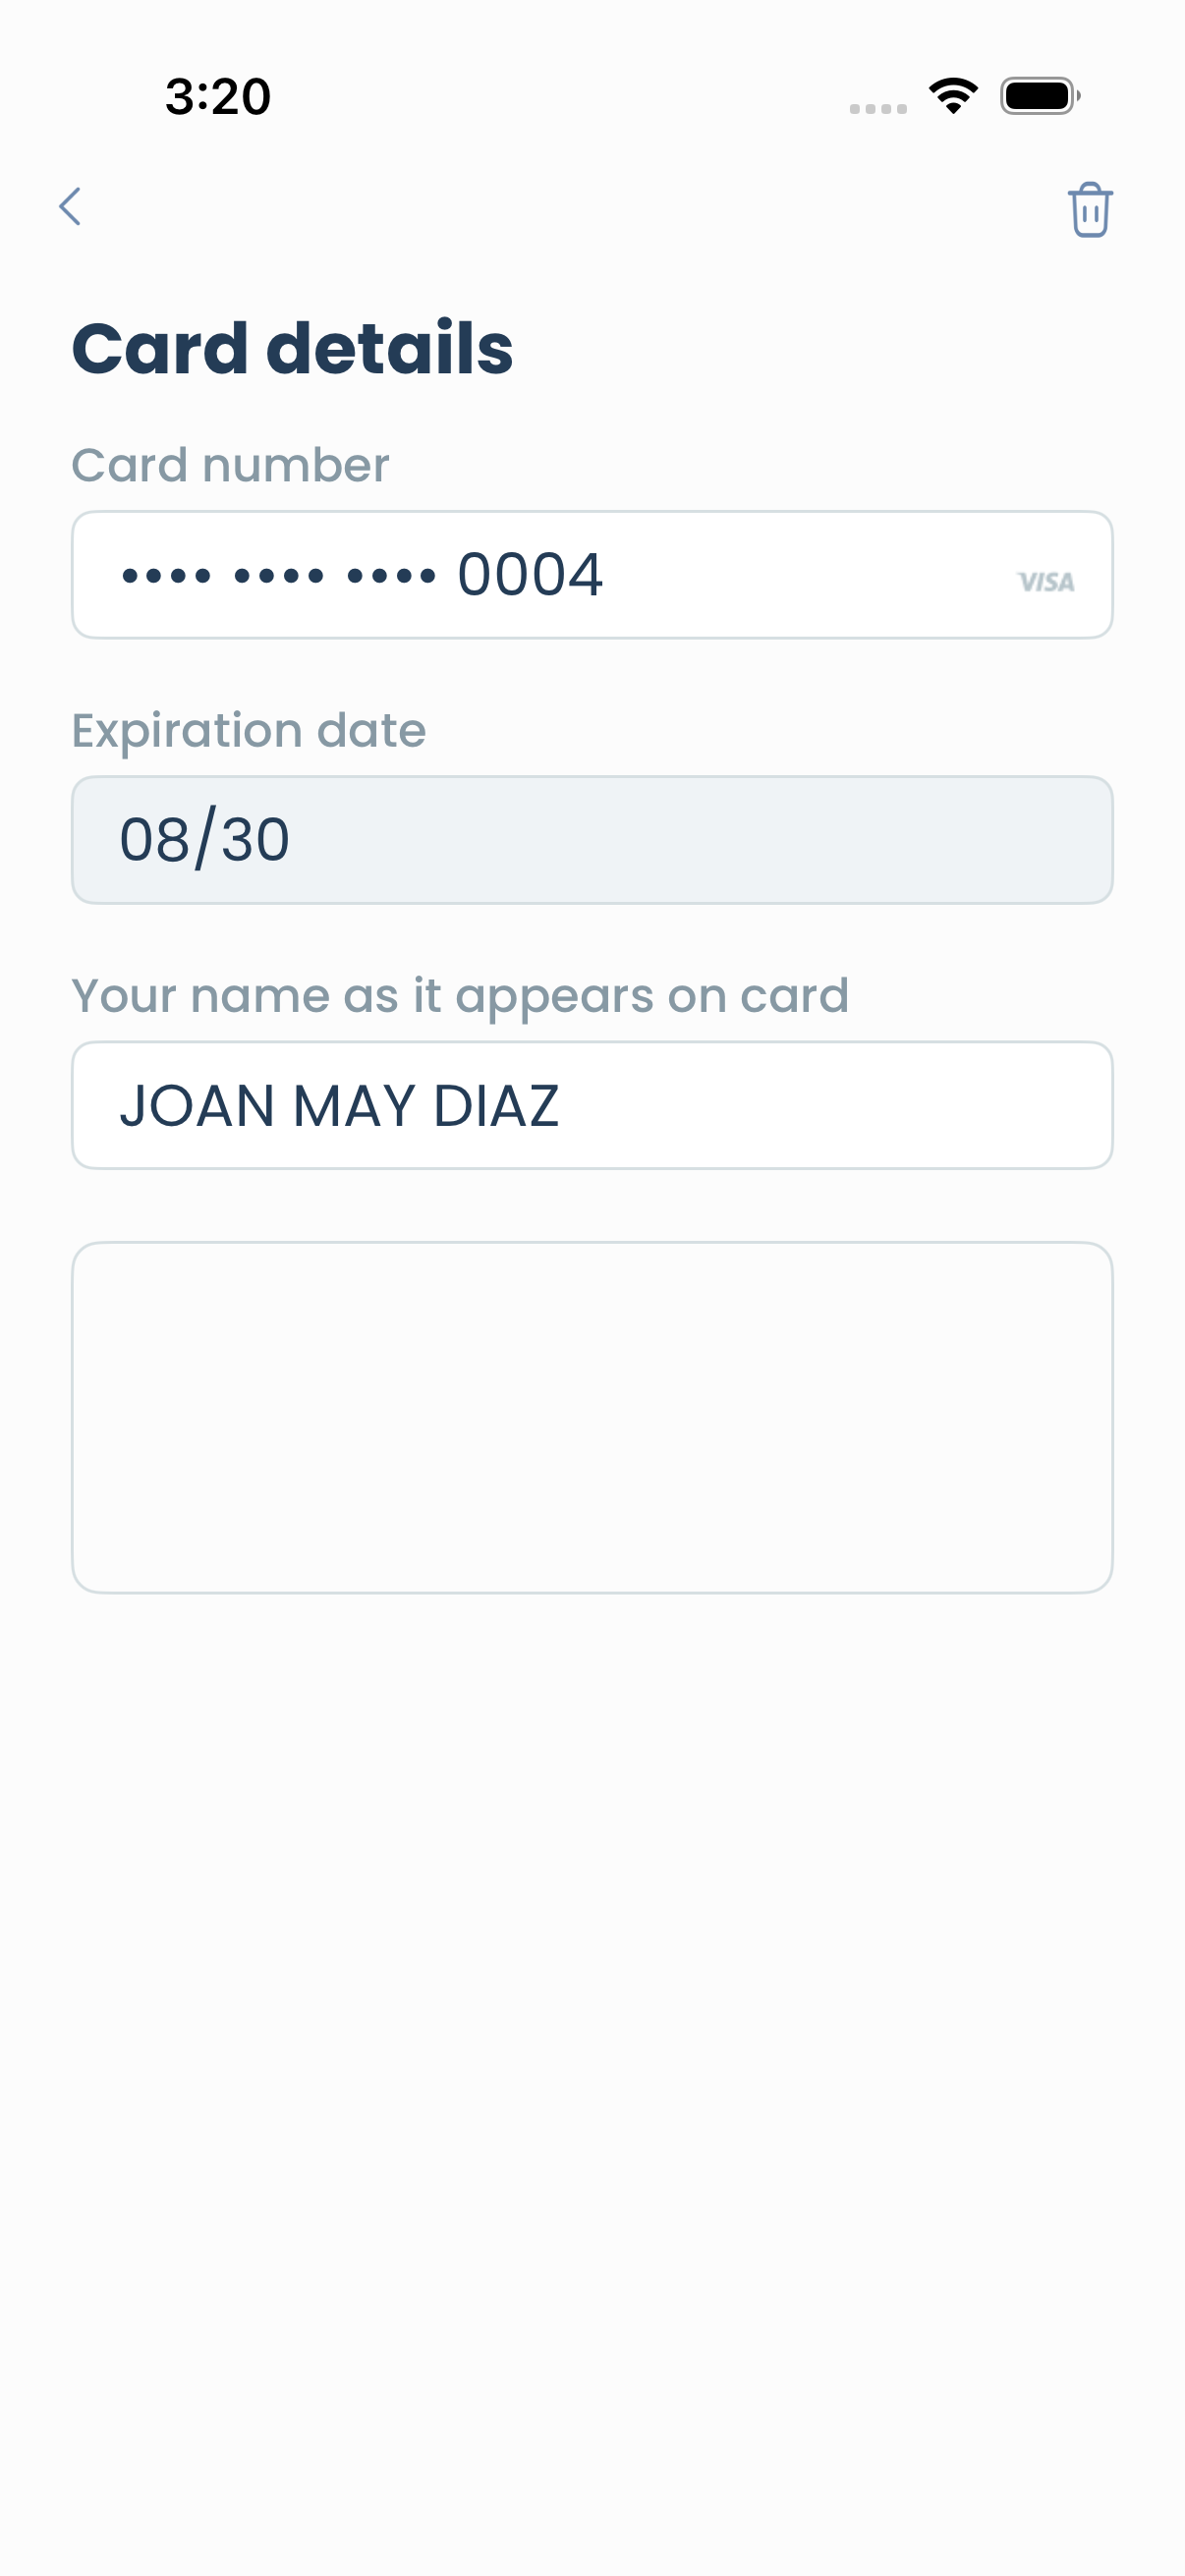 3:20
Card details
Card number
•••• •••• •••• 0004
VISA
Expiration date
08/30
Your name as it appears on card
JOAN MAY DIAZ